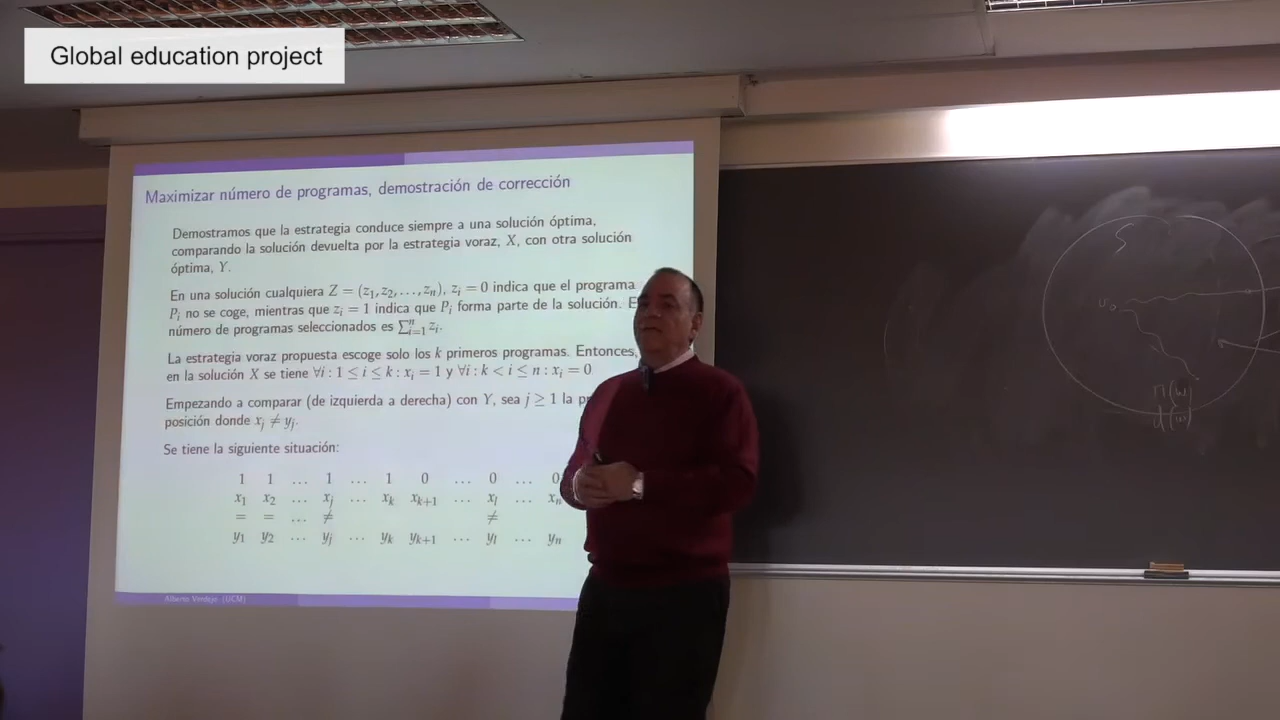 Global education project
Maximizar número de programas, demostración de corrección
Demostramos que la estrategia conduce siempre a una solución óptima,
comparando la solución devuelta por la estrategia voraz, X, con otra solución
óptima, Y.
En una solución cualquiera Z = (z₁, z₂, …, zₙ), zᵢ = 0 indica que el programa
Pᵢ no se coge, mientras que zᵢ = 1 indica que Pᵢ forma parte de la solución. E
número de programas seleccionados es ∑ⁿᵢ₌₁ zᵢ.
La estrategia voraz propuesta escoge solo los k primeros programas. Entonces,
en la solución X se tiene ∀i : 1 ≤ i ≤ k : xᵢ = 1 y ∀i : k < i ≤ n : xᵢ = 0
Empezando a comparar (de izquierda a derecha) con Y, sea j ≥ 1 la pr
posición donde xⱼ ≠ yⱼ.
Se tiene la siguiente situación:
1 1 … 1 … 1 0 … 0 … 0
x₁ x₂ … xⱼ … xₖ xₖ₊₁ … xₗ … xₙ
= = … ≠ ≠
y₁ y₂ … yⱼ … yₖ yₖ₊₁ … yₗ … yₙ
Alberto Verdejo (UCM)
S